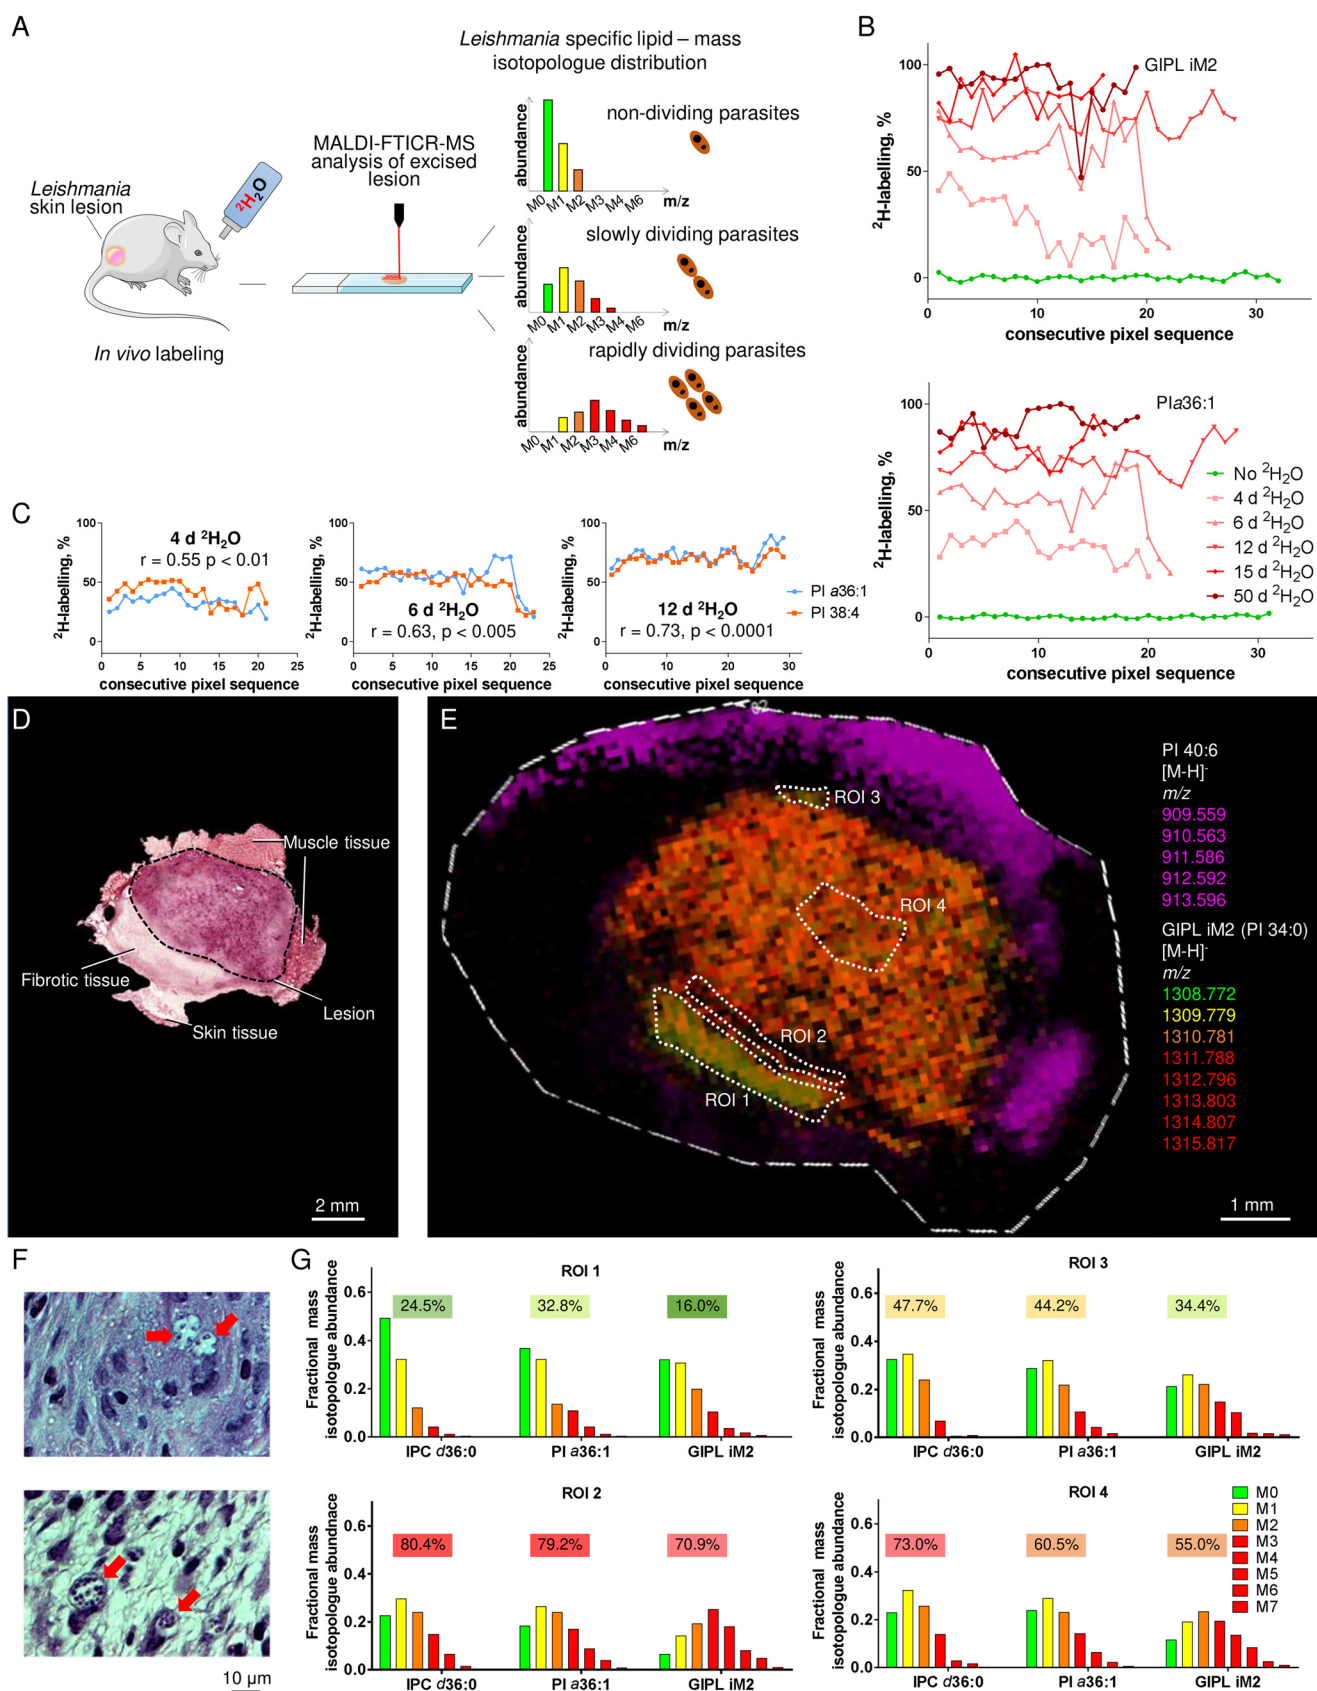 A
Leishmania specific lipid – mass
isotopologue distribution
Leishmania
skin lesion
²H₂O
In vivo labeling
MALDI-FTICR-MS
analysis of excised
lesion
abundance
non-dividing parasites
M0 M1 M2 M3 M4 M6 m/z
abundance
slowly dividing parasites
M0 M1 M2 M3 M4 M6 m/z
abundance
rapidly dividing parasites
M0 M1 M2 M3 M4 M6 m/z
B
GIPL iM2
²H-labelling, %
100
50
0
0 10 20 30
consecutive pixel sequence
PIa36:1
²H-labelling, %
100
50
0
0 10 20 30
consecutive pixel sequence
No ²H₂O
4 d ²H₂O
6 d ²H₂O
12 d ²H₂O
15 d ²H₂O
50 d ²H₂O
C
²H-labelling, %
100
50
0
4 d ²H₂O
r = 0.55 p < 0.01
0 5 10 15 20 25
consecutive pixel sequence
²H-labelling, %
100
50
0
6 d ²H₂O
r = 0.63, p < 0.005
0 5 10 15 20 25
consecutive pixel sequence
²H-labelling, %
100
50
0
12 d ²H₂O
r = 0.73, p < 0.0001
0 10 20 30
consecutive pixel sequence
PI a36:1
PI 38:4
D
Muscle tissue
Fibrotic tissue
Lesion
Skin tissue
2 mm
E
ROI 3
ROI 4
ROI 2
ROI 1
PI 40:6
[M-H]⁻
m/z
909.559
910.563
911.586
912.592
913.596
GIPL iM2 (PI 34:0)
[M-H]⁻
m/z
1308.772
1309.779
1310.781
1311.788
1312.796
1313.803
1314.807
1315.817
1 mm
F
10 µm
G
ROI 1
Fractional mass
isotopologue abundance
0.6
0.4
0.2
0.0
24.5% 32.8% 16.0%
IPC d36:0 PI a36:1 GIPL iM2
ROI 3
Fractional mass
isotopologue abundance
0.6
0.4
0.2
0.0
47.7% 44.2% 34.4%
IPC d36:0 PI a36:1 GIPL iM2
ROI 2
Fractional mass
isotopologue abundnace
0.6
0.4
0.2
0.0
80.4% 79.2% 70.9%
IPC d36:0 PI a36:1 GIPL iM2
ROI 4
Fractional mass
isotopologue abundance
0.6
0.4
0.2
0.0
73.0% 60.5% 55.0%
IPC d36:0 PI a36:1 GIPL iM2
M0
M1
M2
M3
M4
M5
M6
M7